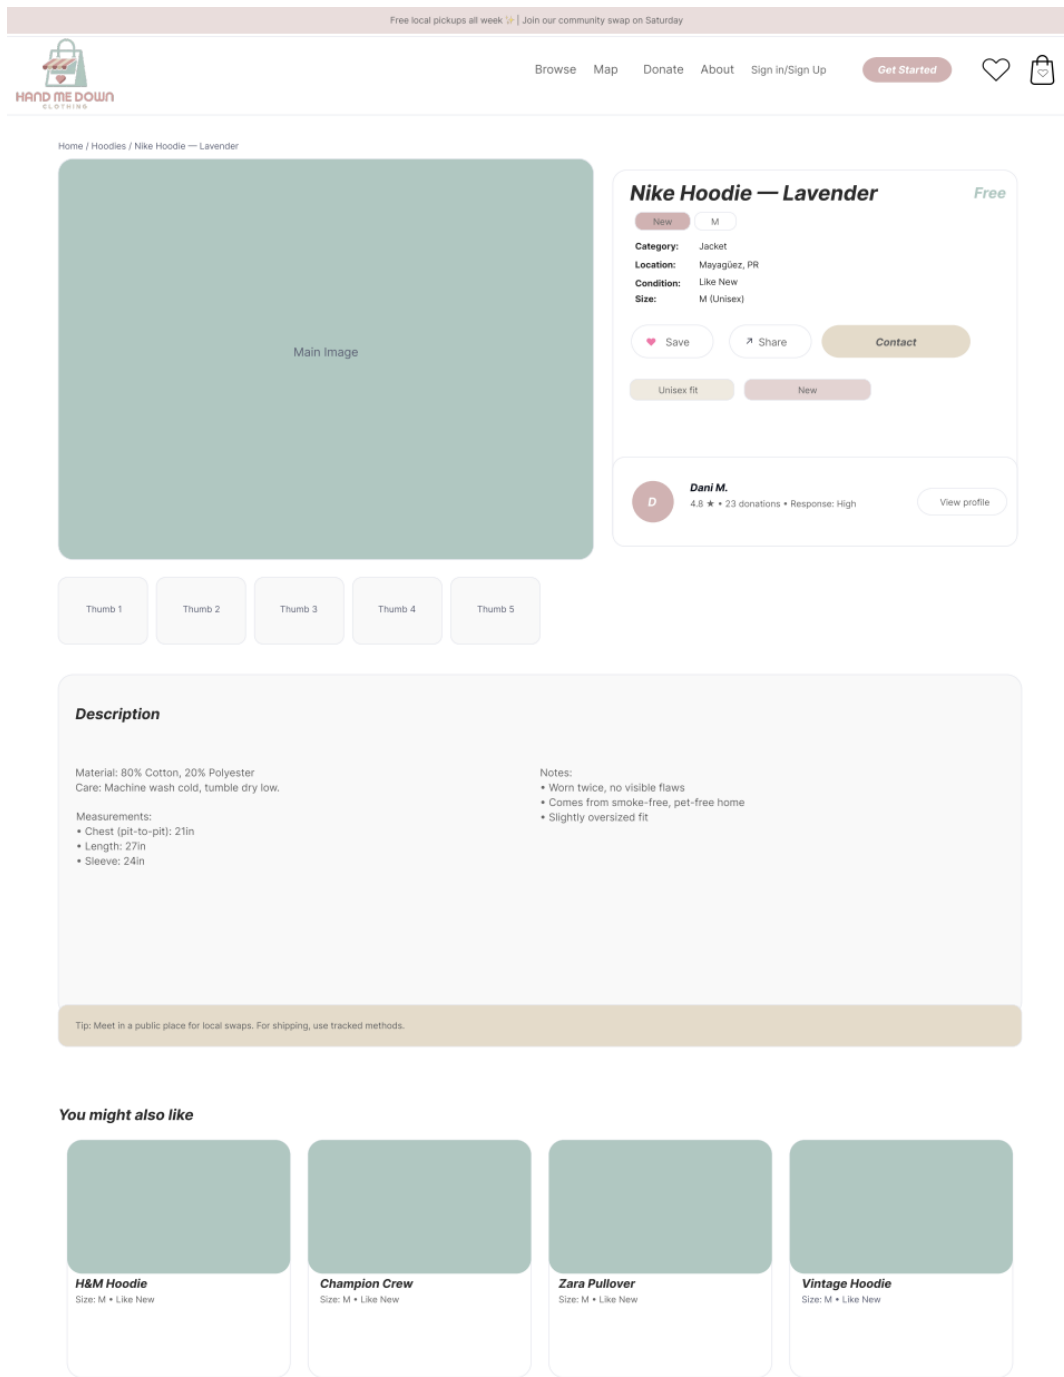 Free local pickups all week ✨ | Join our community swap on Saturday
HAND ME DOWN
CLOTHING
Browse Map Donate About Sign in/Sign Up Get Started
Home / Hoodies / Nike Hoodie — Lavender
Main Image
Nike Hoodie — Lavender Free
New M
Category: Jacket
Location: Mayagüez, PR
Condition: Like New
Size: M (Unisex)
♥ Save ↗ Share Contact
Unisex fit New
D
Dani M.
4.8 ★ • 23 donations • Response: High
View profile
Thumb 1 Thumb 2 Thumb 3 Thumb 4 Thumb 5
Description
Material: 80% Cotton, 20% Polyester
Care: Machine wash cold, tumble dry low.
Measurements:
• Chest (pit-to-pit): 21in
• Length: 27in
• Sleeve: 24in
Notes:
• Worn twice, no visible flaws
• Comes from smoke-free, pet-free home
• Slightly oversized fit
Tip: Meet in a public place for local swaps. For shipping, use tracked methods.
You might also like
H&M Hoodie
Size: M • Like New
Champion Crew
Size: M • Like New
Zara Pullover
Size: M • Like New
Vintage Hoodie
Size: M • Like New